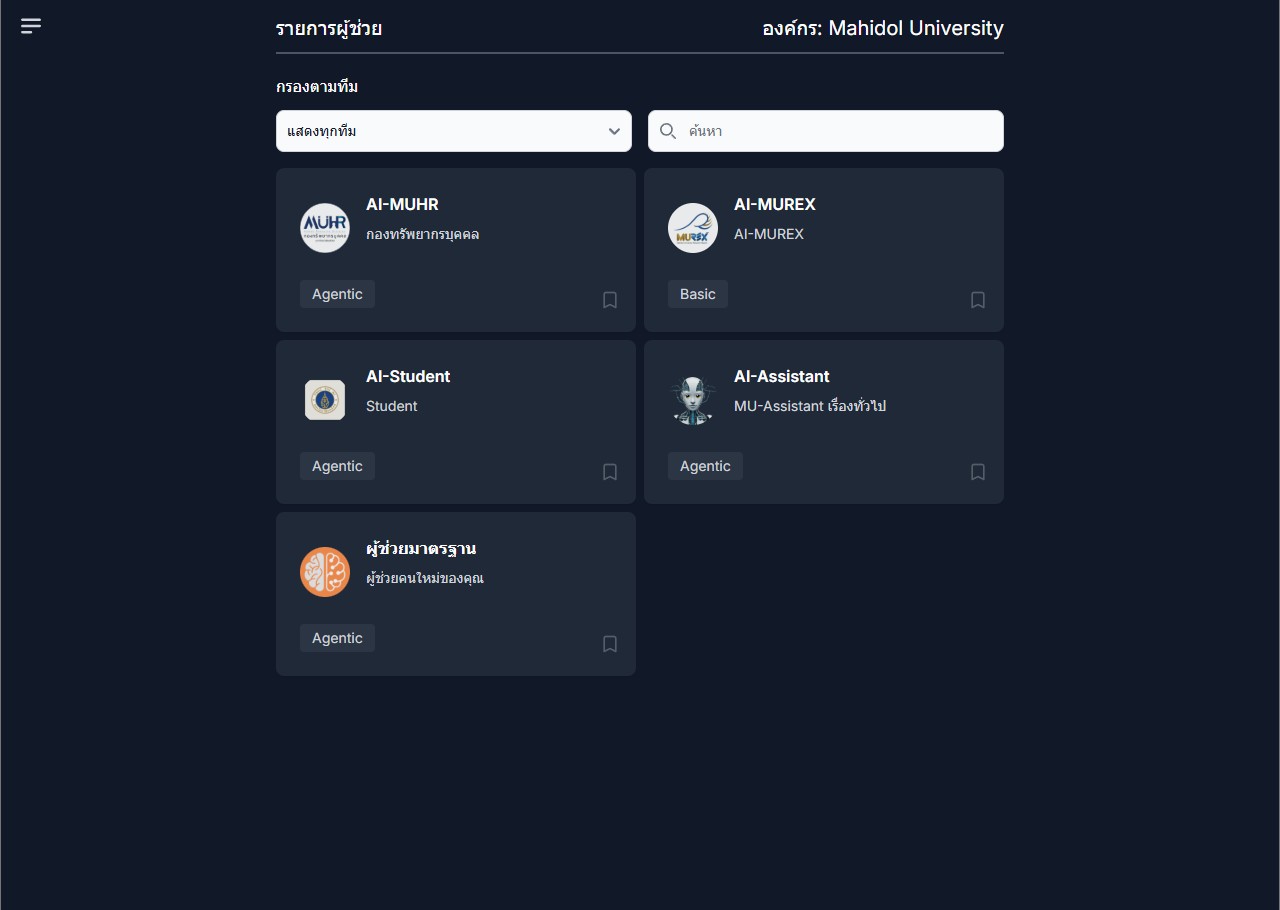 รายการผู้ช่วย
องค์กร: Mahidol University
กรองตามทีม
แสดงทุกทีม
ค้นหา
MUHR
AI-MUHR
กองทรัพยากรบุคคล
Agentic
MUREX
AI-MUREX
AI-MUREX
Basic
AI-Student
Student
Agentic
AI-Assistant
MU-Assistant เรื่องทั่วไป
Agentic
ผู้ช่วยมาตรฐาน
ผู้ช่วยคนใหม่ของคุณ
Agentic